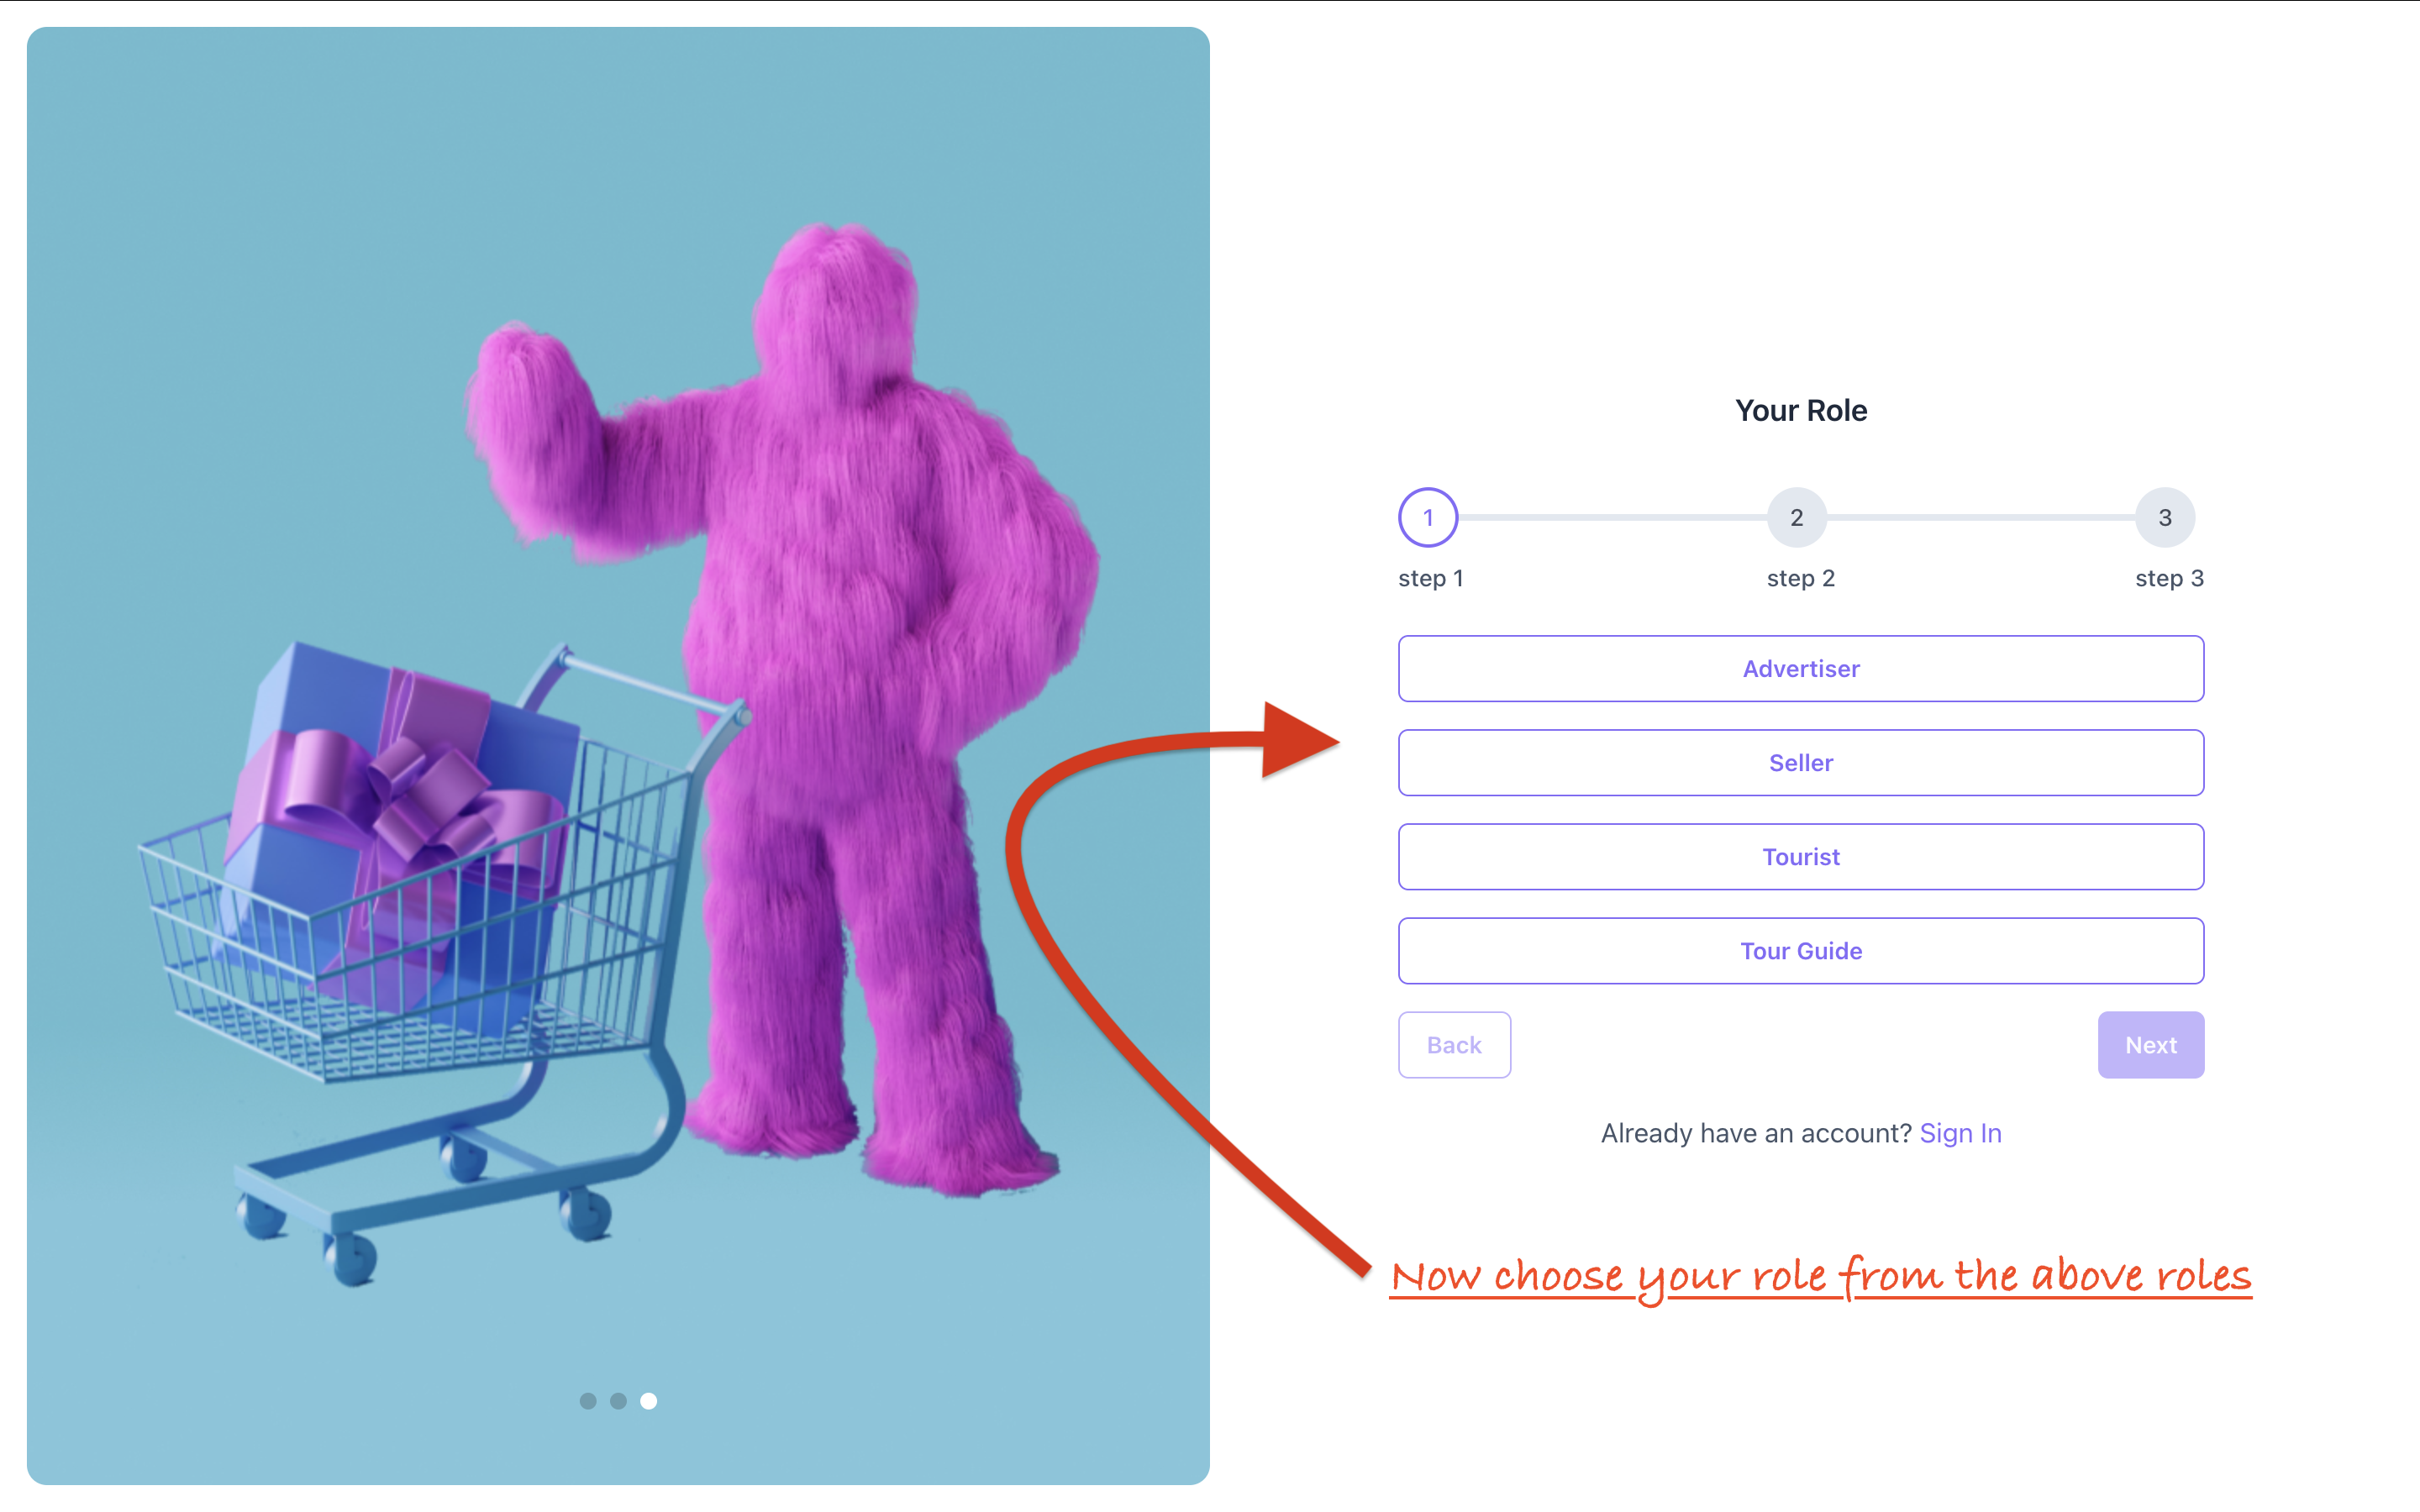 Your Role
1 2 3
step 1 step 2 step 3
Advertiser
Seller
Tourist
Tour Guide
Back Next
Already have an account? Sign In
Now choose your role from the above roles